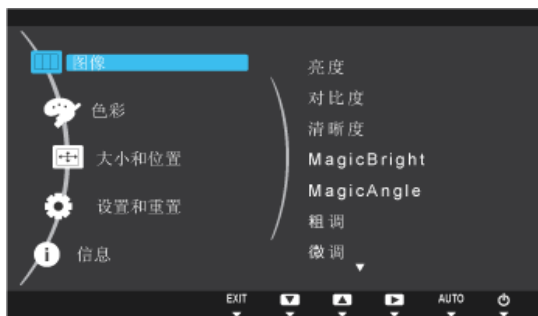 图像
色彩
大小和位置
设置和重置
信息
亮度
对比度
清晰度
MagicBright
MagicAngle
粗调
微调
EXIT AUTO